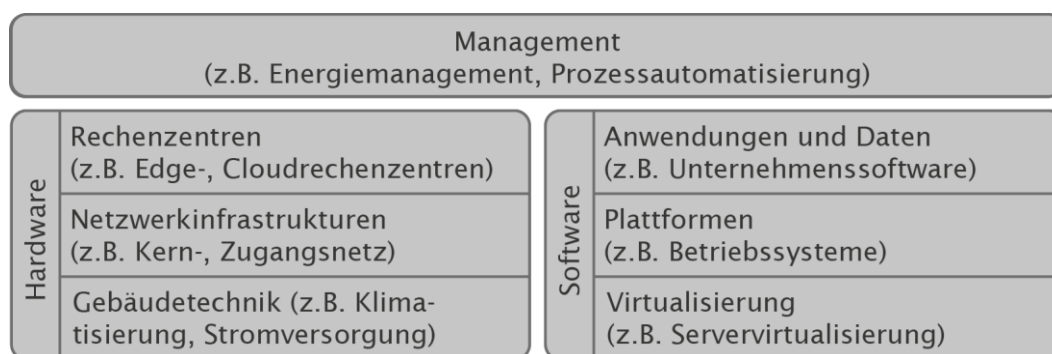 Management
(z.B. Energiemanagement, Prozessautomatisierung)
Hardware
Rechenzentren
(z.B. Edge-, Cloudrechenzentren)
Netzwerkinfrastrukturen
(z.B. Kern-, Zugangsnetz)
Gebäudetechnik (z.B. Klima-
tisierung, Stromversorgung)
Software
Anwendungen und Daten
(z.B. Unternehmenssoftware)
Plattformen
(z.B. Betriebssysteme)
Virtualisierung
(z.B. Servervirtualisierung)